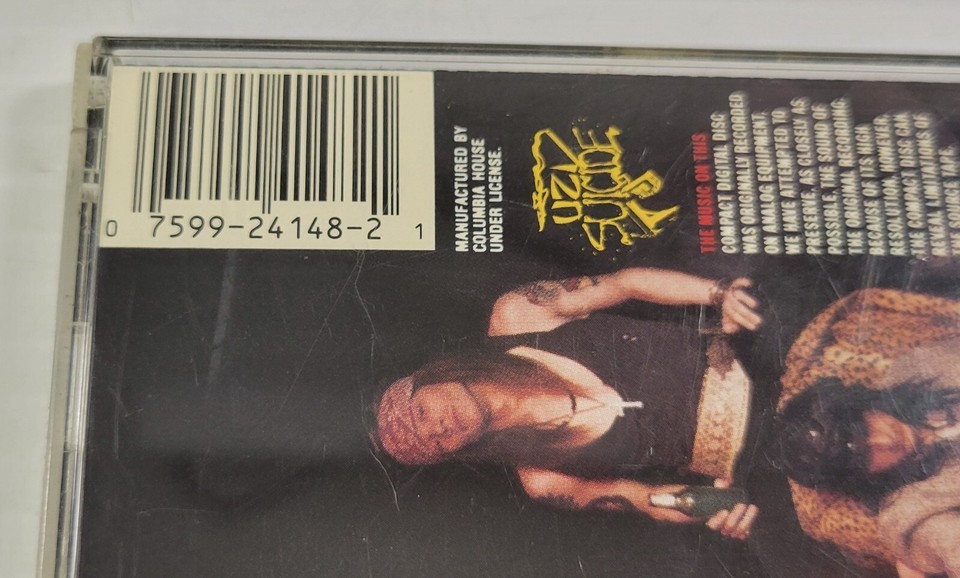 0 7599-24148-2 1
MANUFACTURED BY
COLUMBIA HOUSE
UNDER LICENSE.
UZI
SUICIDE
THE MUSIC ON THIS
COMPACT DIGITAL DISC
WAS ORIGINALLY RECORDED
ON ANALOG EQUIPMENT.
WE HAVE ATTEMPTED TO
PRESERVE, AS CLOSELY AS
POSSIBLE, THE SOUND OF
THE ORIGINAL RECORDING.
BECAUSE OF ITS HIGH
RESOLUTION, HOWEVER,
THE COMPACT DISC CAN
REVEAL LIMITATIONS OF
THE SOURCE TAPE.